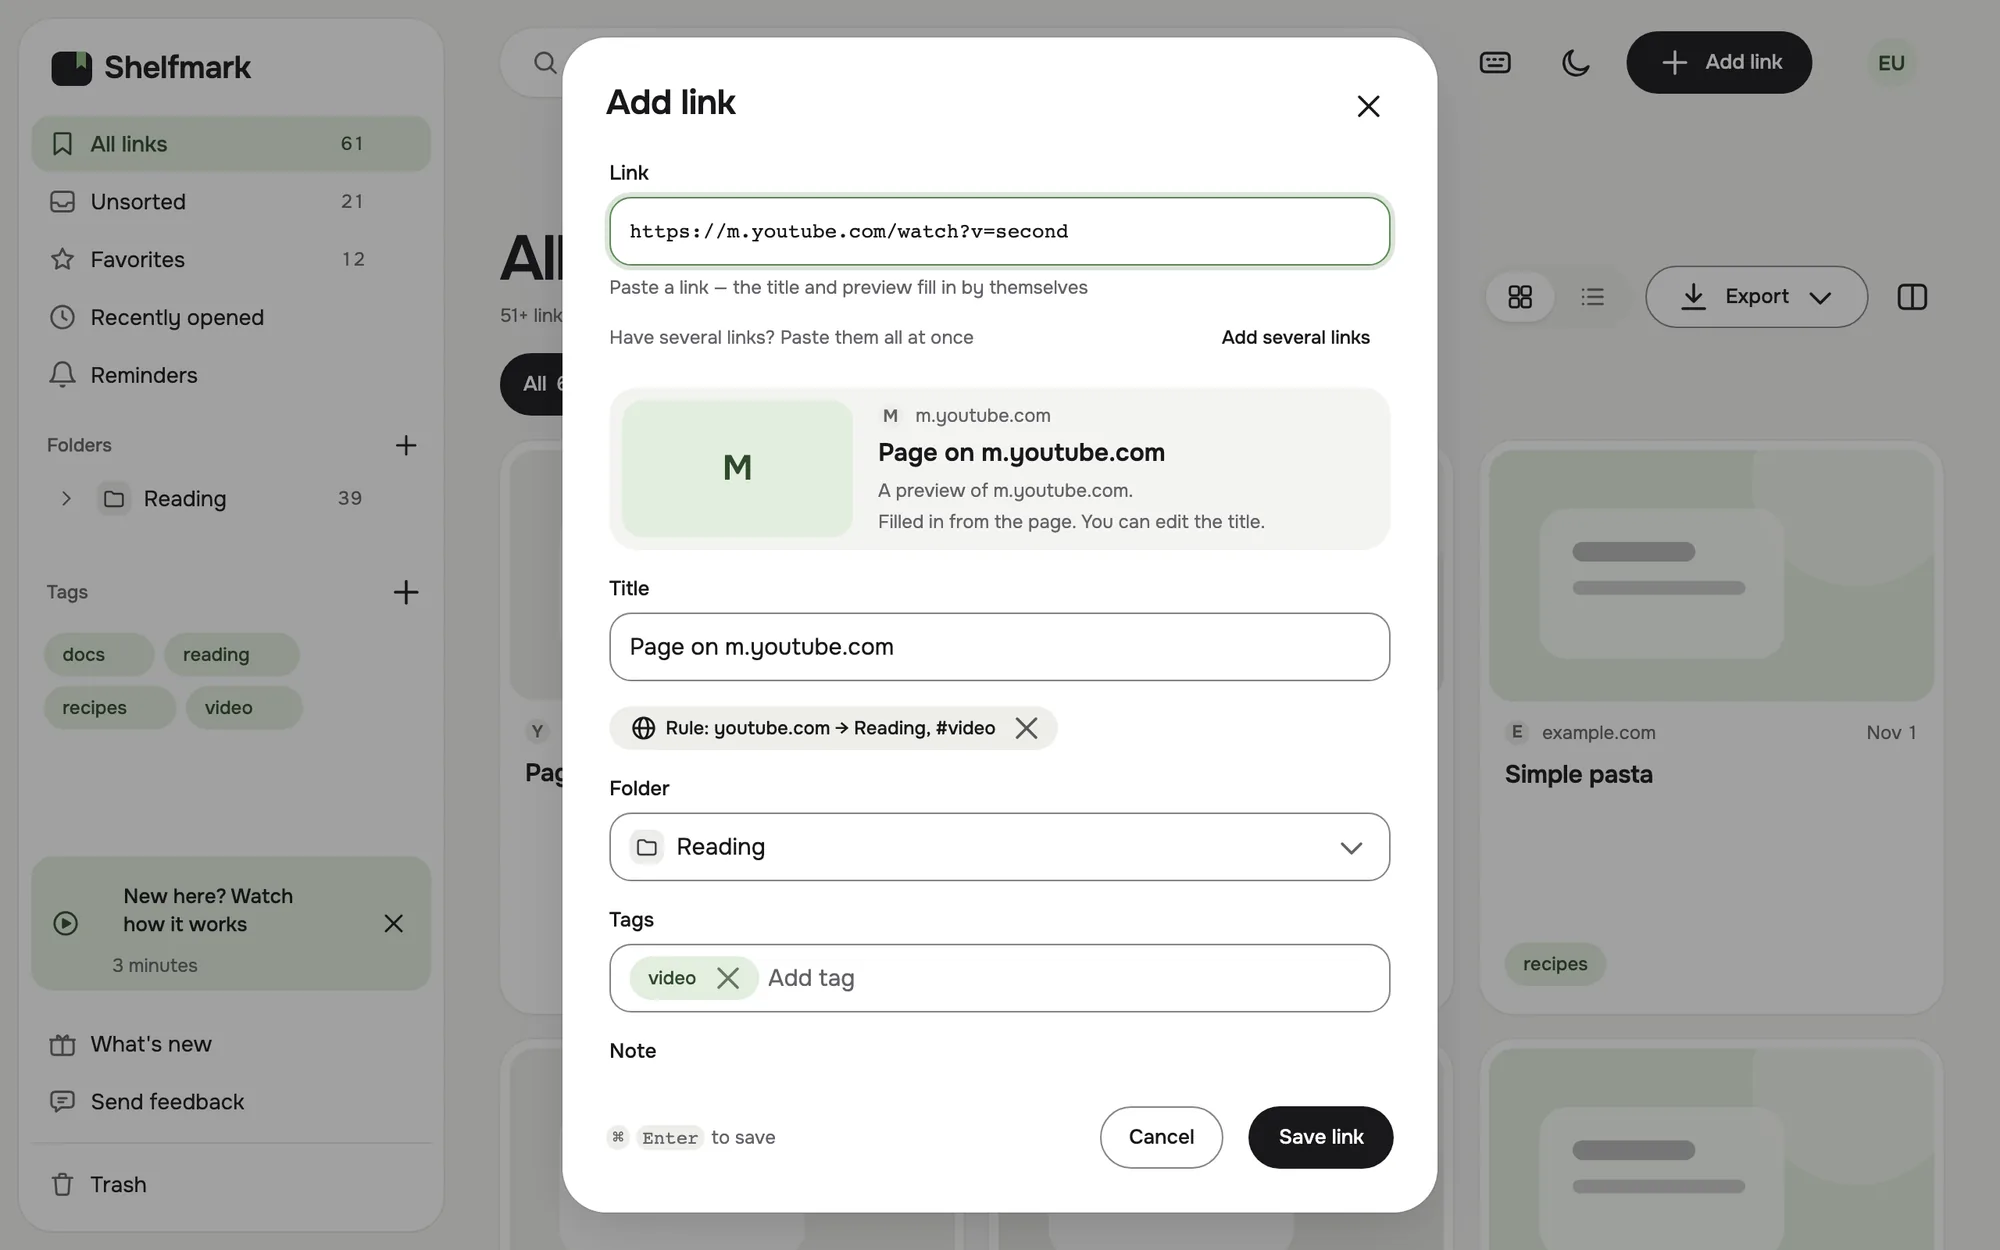 Shelfmark
All links 61
Unsorted 21
Favorites 12
Recently opened
Reminders
Folders
Reading 39
Tags
docs reading
recipes video
New here? Watch
how it works
3 minutes
What's new
Send feedback
Trash
Add link
EU
All
51+
All
Export
Add link
Link
https://m.youtube.com/watch?v=second
Paste a link — the title and preview fill in by themselves
Have several links? Paste them all at once Add several links
M
M m.youtube.com
Page on m.youtube.com
A preview of m.youtube.com.
Filled in from the page. You can edit the title.
Title
Page on m.youtube.com
Rule: youtube.com → Reading, #video
Folder
Reading
Tags
video Add tag
Note
⌘ Enter to save
Cancel
Save link
Y
E example.com Nov 1
Simple pasta
recipes